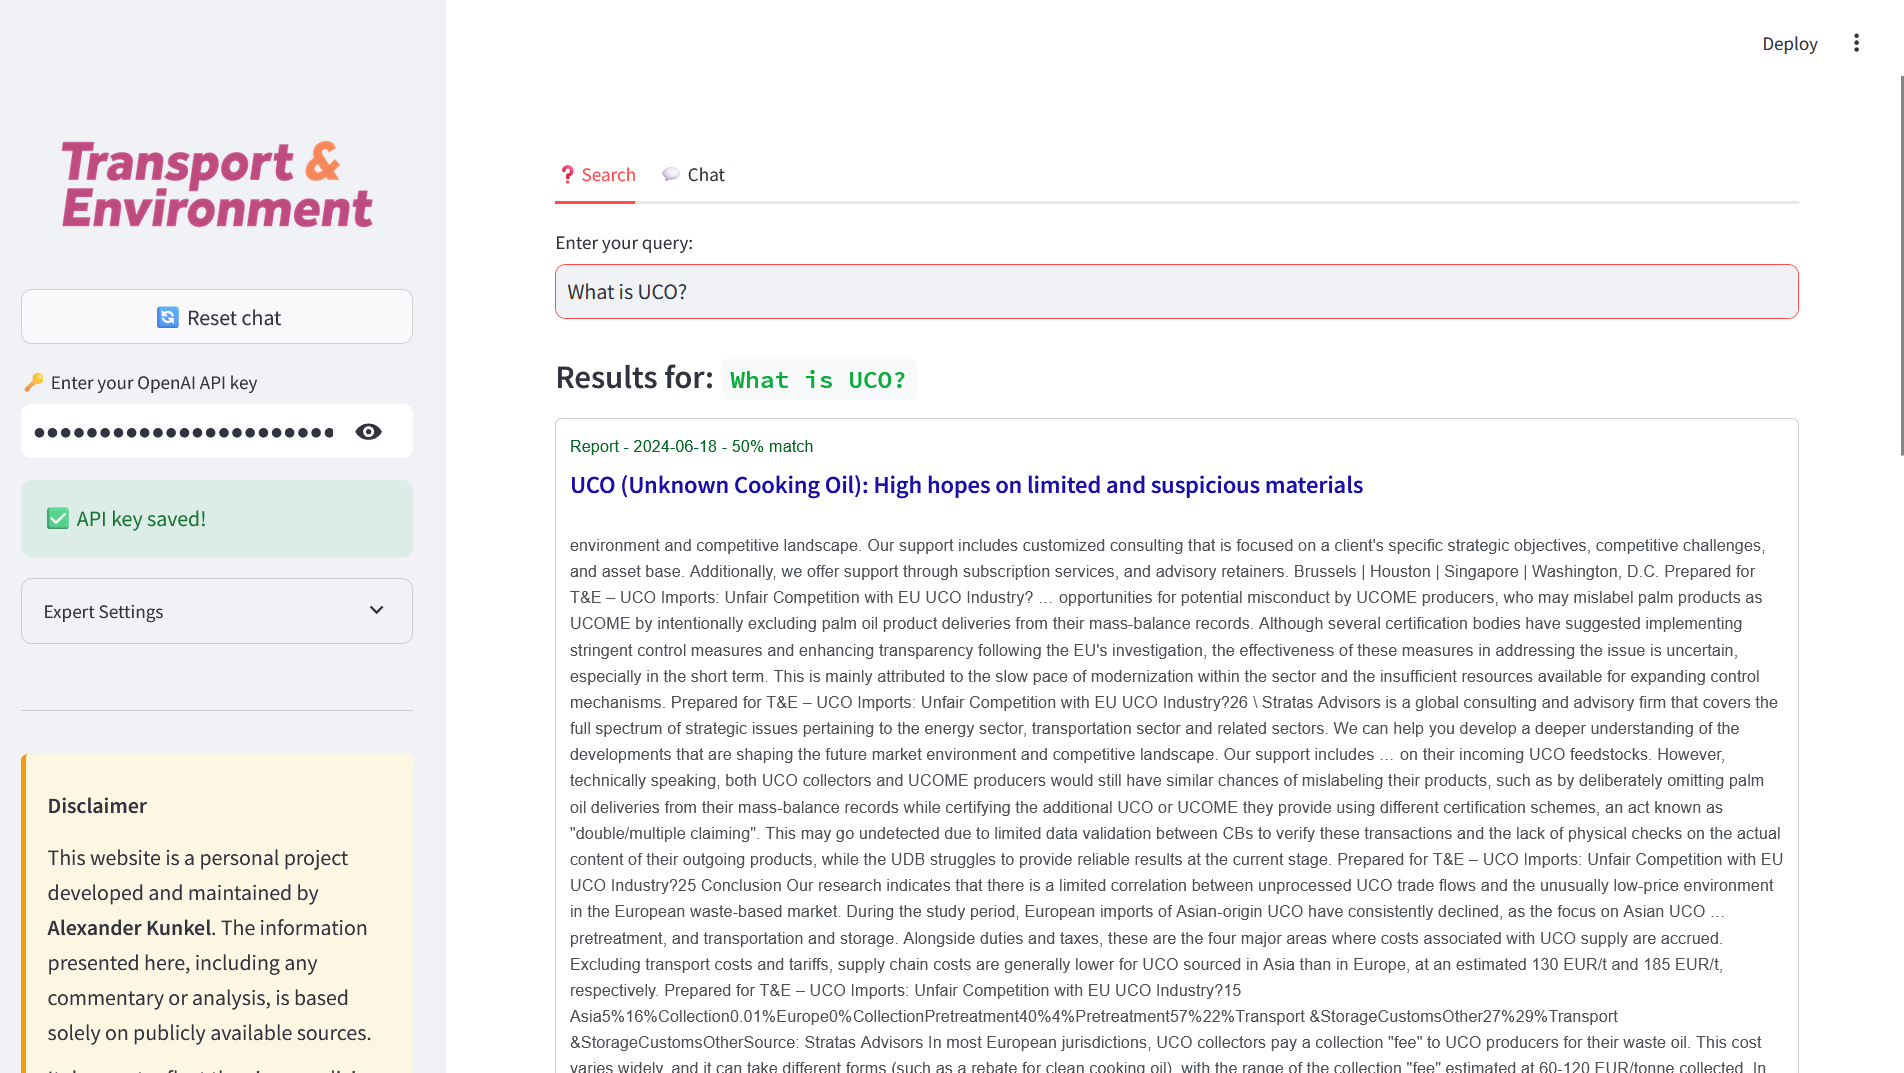 Deploy
Transport &
Environment
Reset chat
Enter your OpenAI API key
API key saved!
Expert Settings
Disclaimer
This website is a personal project
developed and maintained by
Alexander Kunkel. The information
presented here, including any
commentary or analysis, is based
solely on publicly available sources.
Search
Chat
Enter your query:
What is UCO?
Results for: What is UCO?
Report - 2024-06-18 - 50% match
UCO (Unknown Cooking Oil): High hopes on limited and suspicious materials
environment and competitive landscape. Our support includes customized consulting that is focused on a client's specific strategic objectives, competitive challenges,
and asset base. Additionally, we offer support through subscription services, and advisory retainers. Brussels | Houston | Singapore | Washington, D.C. Prepared for
T&E – UCO Imports: Unfair Competition with EU UCO Industry? … opportunities for potential misconduct by UCOME producers, who may mislabel palm products as
UCOME by intentionally excluding palm oil product deliveries from their mass-balance records. Although several certification bodies have suggested implementing
stringent control measures and enhancing transparency following the EU's investigation, the effectiveness of these measures in addressing the issue is uncertain,
especially in the short term. This is mainly attributed to the slow pace of modernization within the sector and the insufficient resources available for expanding control
mechanisms. Prepared for T&E – UCO Imports: Unfair Competition with EU UCO Industry?26 \ Stratas Advisors is a global consulting and advisory firm that covers the
full spectrum of strategic issues pertaining to the energy sector, transportation sector and related sectors. We can help you develop a deeper understanding of the
developments that are shaping the future market environment and competitive landscape. Our support includes … on their incoming UCO feedstocks. However,
technically speaking, both UCO collectors and UCOME producers would still have similar chances of mislabeling their products, such as by deliberately omitting palm
oil deliveries from their mass-balance records while certifying the additional UCO or UCOME they provide using different certification schemes, an act known as
"double/multiple claiming". This may go undetected due to limited data validation between CBs to verify these transactions and the lack of physical checks on the actual
content of their outgoing products, while the UDB struggles to provide reliable results at the current stage. Prepared for T&E – UCO Imports: Unfair Competition with EU
UCO Industry?25 Conclusion Our research indicates that there is a limited correlation between unprocessed UCO trade flows and the unusually low-price environment
in the European waste-based market. During the study period, European imports of Asian-origin UCO have consistently declined, as the focus on Asian UCO …
pretreatment, and transportation and storage. Alongside duties and taxes, these are the four major areas where costs associated with UCO supply are accrued.
Excluding transport costs and tariffs, supply chain costs are generally lower for UCO sourced in Asia than in Europe, at an estimated 130 EUR/t and 185 EUR/t,
respectively. Prepared for T&E – UCO Imports: Unfair Competition with EU UCO Industry?15
Asia5%16%Collection0.01%Europe0%CollectionPretreatment40%4%Pretreatment57%22%Transport &StorageCustomsOther27%29%Transport
&StorageCustomsOtherSource: Stratas Advisors In most European jurisdictions, UCO collectors pay a collection "fee" to UCO producers for their waste oil. This cost
varies widely, and it can take different forms (such as a rebate for clean cooking oil), with the range of the collection "fee" estimated at 60-120 EUR/tonne collected. In